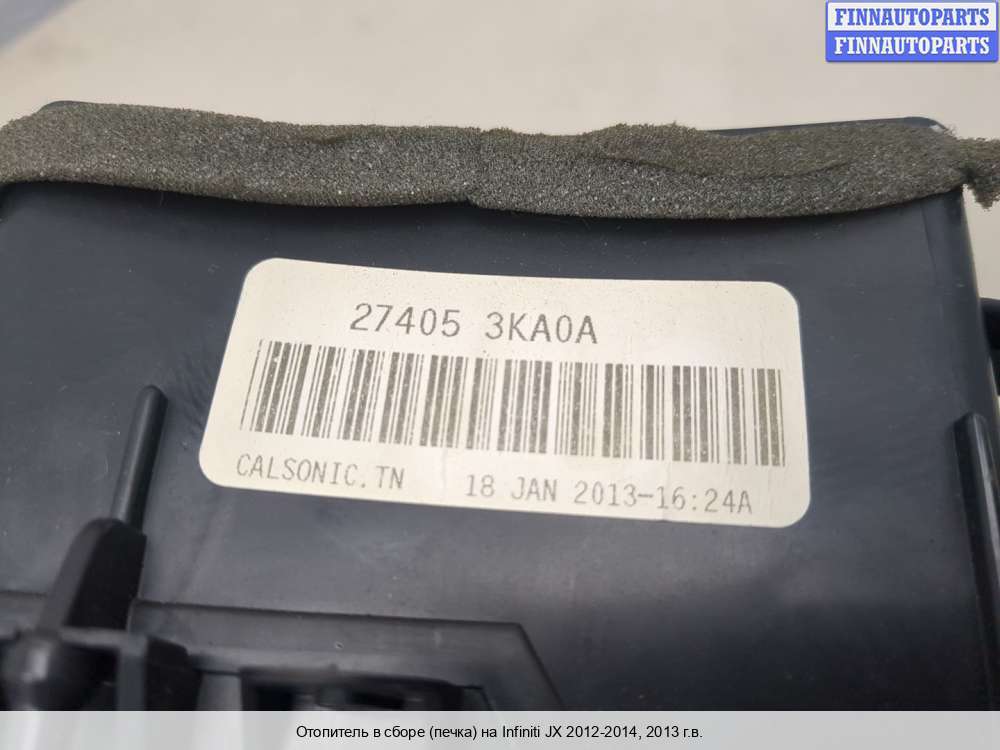 FINNAUTOPARTS
FINNAUTOPARTS
27405 3KA0A
CALSONIC.TN 18 JAN 2013-16:24A
Отопитель в сборе (печка) на Infiniti JX 2012-2014, 2013 г.в.